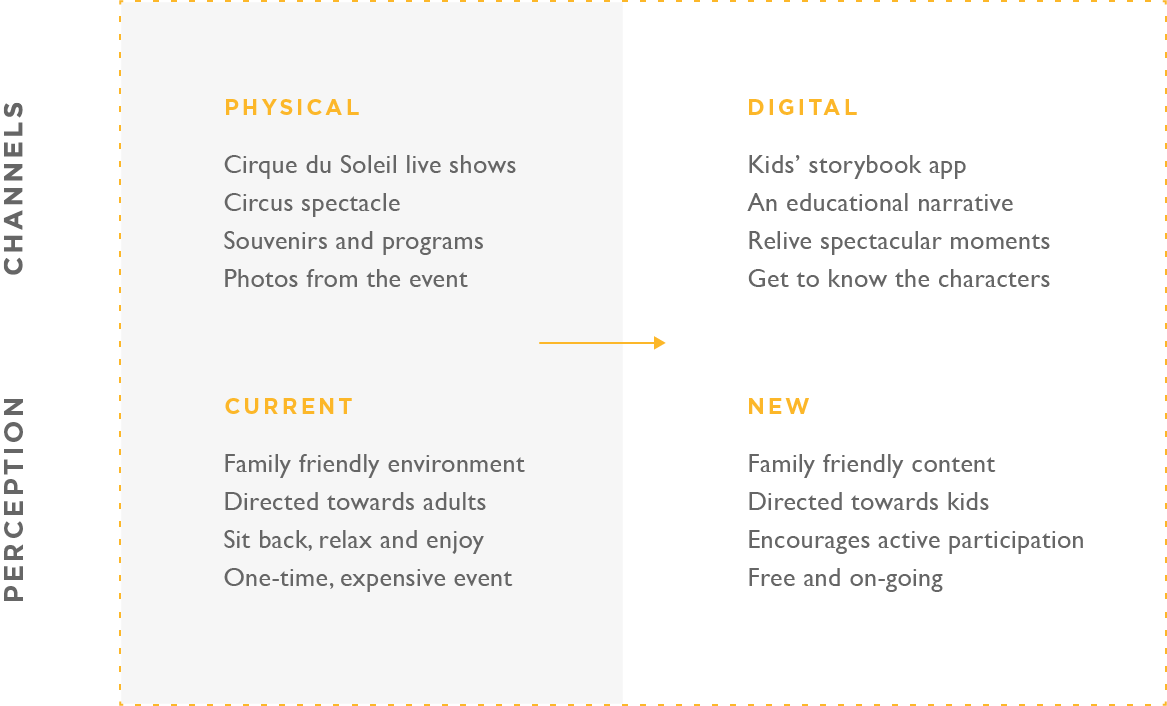 CHANNELS
PHYSICAL
Cirque du Soleil live shows
Circus spectacle
Souvenirs and programs
Photos from the event
DIGITAL
Kids’ storybook app
An educational narrative
Relive spectacular moments
Get to know the characters
PERCEPTION
CURRENT
Family friendly environment
Directed towards adults
Sit back, relax and enjoy
One-time, expensive event
NEW
Family friendly content
Directed towards kids
Encourages active participation
Free and on-going